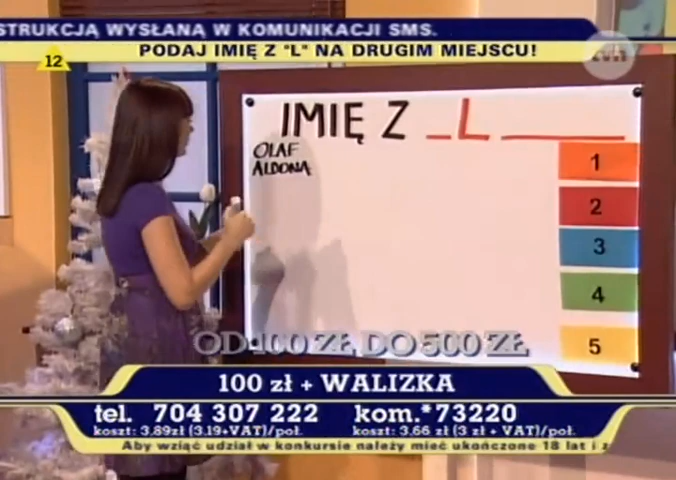 STRUKCJĄ WYSŁANĄ W KOMUNIKACJI SMS.
PODAJ IMIĘ Z "L" NA DRUGIM MIEJSCU!
12
tvn
IMIĘ Z _L______
OLAF
ALDONA
1
2
3
4
5
OD 100 ZŁ DO 500 ZŁ
100 zł + WALIZKA
tel. 704 307 222 kom.*73220
koszt: 3.89zł (3.19+VAT)/poł. koszt: 3.66 zł (3 zł + VAT)/poł.
Aby wziąć udział w konkursie należy mieć ukończone 18 lat i z